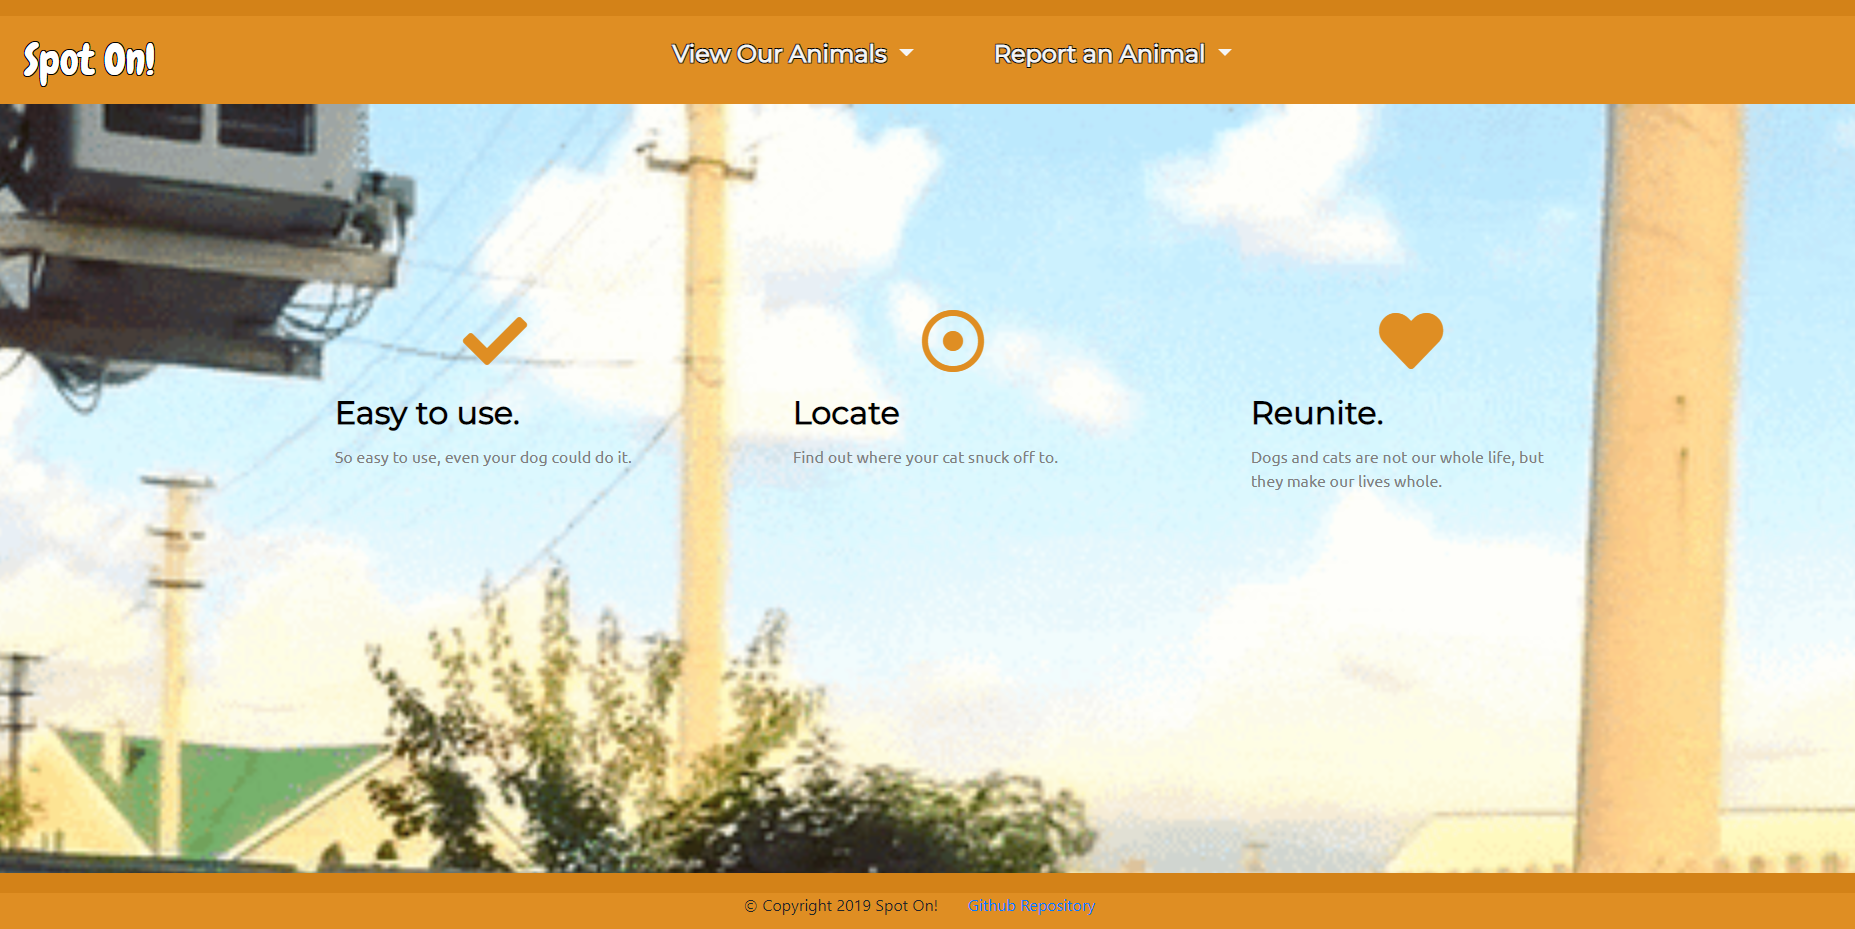 Spot On!
View Our Animals
Report an Animal
Easy to use.
So easy to use, even your dog could do it.
Locate
Find out where your cat snuck off to.
Reunite.
Dogs and cats are not our whole life, but
they make our lives whole.
© Copyright 2019 Spot On! Github Repository